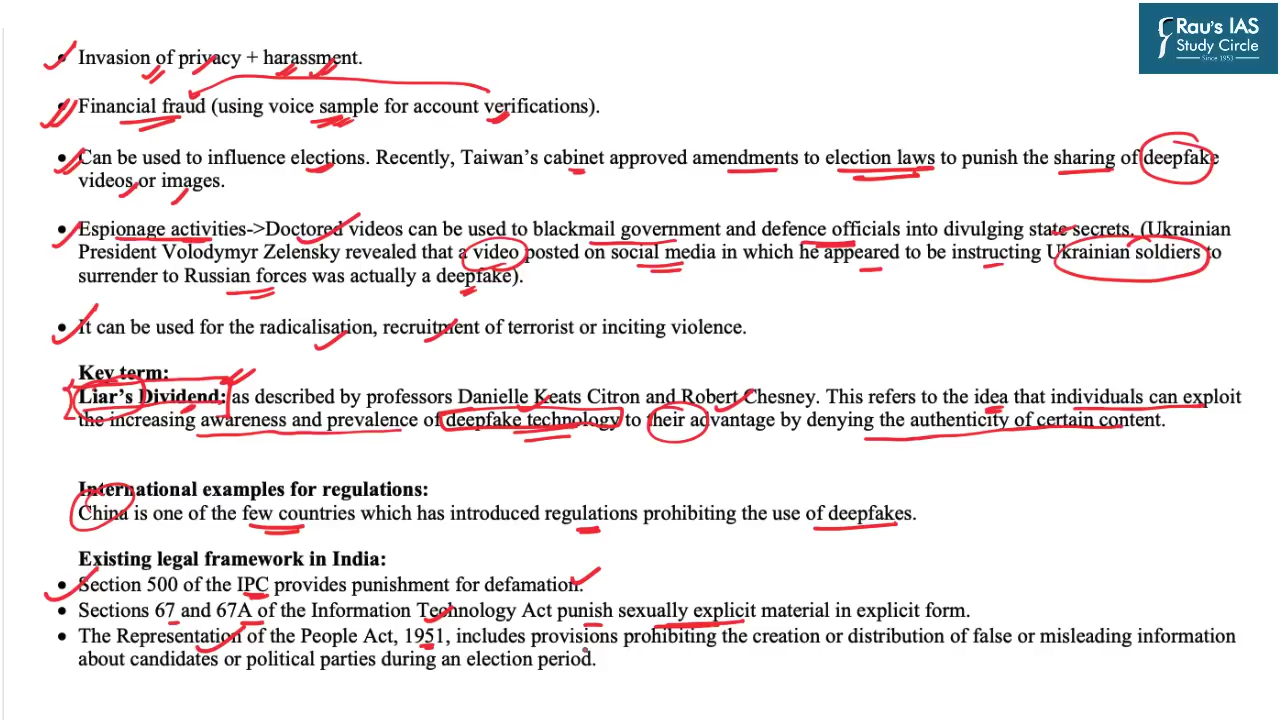 Rau's IAS
Study Circle
Since 1953
• Invasion of privacy + harassment.
• Financial fraud (using voice sample for account verifications).
• Can be used to influence elections. Recently, Taiwan's cabinet approved amendments to election laws to punish the sharing of deepfake
videos or images.
• Espionage activities->Doctored videos can be used to blackmail government and defence officials into divulging state secrets. (Ukrainian
President Volodymyr Zelensky revealed that a video posted on social media in which he appeared to be instructing Ukrainian soldiers to
surrender to Russian forces was actually a deepfake).
• It can be used for the radicalisation, recruitment of terrorist or inciting violence.
Key term:
Liar's Dividend: as described by professors Danielle Keats Citron and Robert Chesney. This refers to the idea that individuals can exploit
the increasing awareness and prevalence of deepfake technology to their advantage by denying the authenticity of certain content.
International examples for regulations:
China is one of the few countries which has introduced regulations prohibiting the use of deepfakes.
Existing legal framework in India:
• Section 500 of the IPC provides punishment for defamation.
• Sections 67 and 67A of the Information Technology Act punish sexually explicit material in explicit form.
• The Representation of the People Act, 1951, includes provisions prohibiting the creation or distribution of false or misleading information
about candidates or political parties during an election period.